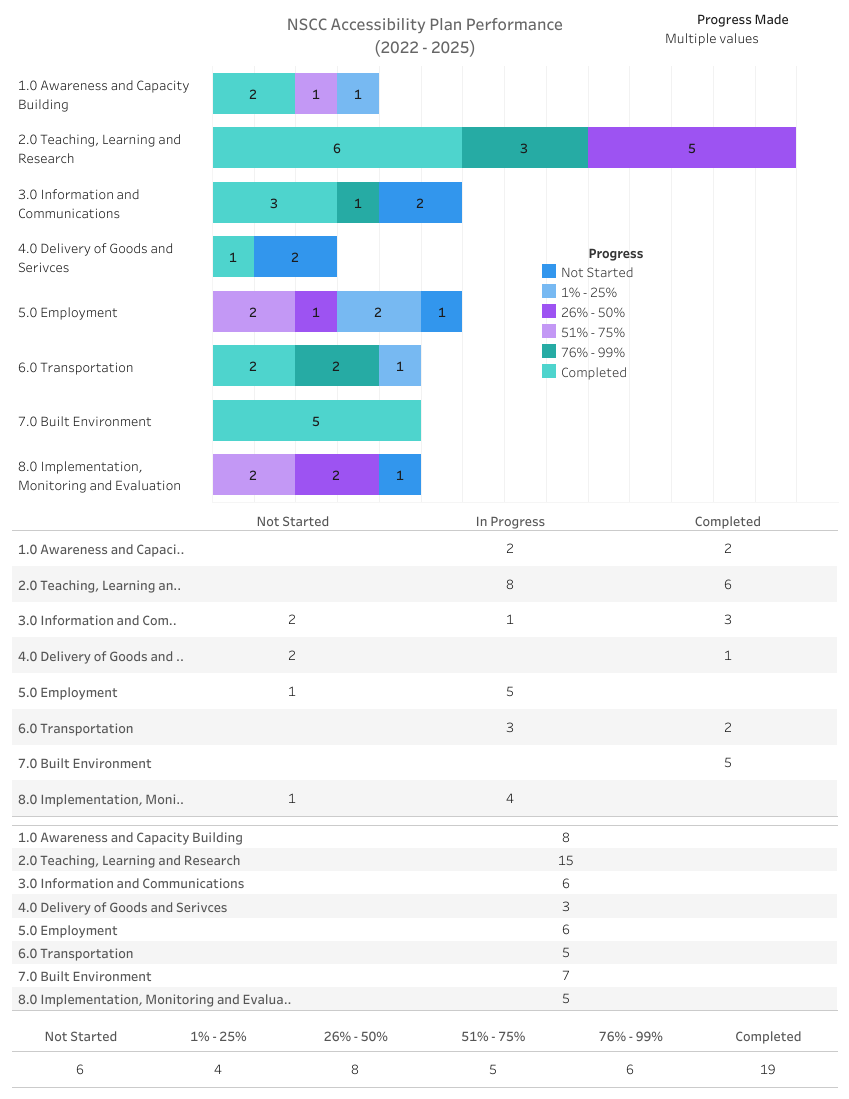 NSCC Accessibility Plan Performance
(2022 - 2025)
Progress Made
Multiple values
1.0 Awareness and Capacity
Building
2 1 1
2.0 Teaching, Learning and
Research
6 3 5
3.0 Information and
Communications
3 1 2
4.0 Delivery of Goods and
Serivces
1 2
5.0 Employment
2 1 2 1
6.0 Transportation
2 2 1
7.0 Built Environment
5
8.0 Implementation,
Monitoring and Evaluation
2 2 1
Progress
Not Started
1% - 25%
26% - 50%
51% - 75%
76% - 99%
Completed
Not Started In Progress Completed
1.0 Awareness and Capaci.. 2 2
2.0 Teaching, Learning an.. 8 6
3.0 Information and Com.. 2 1 3
4.0 Delivery of Goods and .. 2 1
5.0 Employment 1 5
6.0 Transportation 3 2
7.0 Built Environment 5
8.0 Implementation, Moni.. 1 4
1.0 Awareness and Capacity Building 8
2.0 Teaching, Learning and Research 15
3.0 Information and Communications 6
4.0 Delivery of Goods and Serivces 3
5.0 Employment 6
6.0 Transportation 5
7.0 Built Environment 7
8.0 Implementation, Monitoring and Evalua.. 5
Not Started 1% - 25% 26% - 50% 51% - 75% 76% - 99% Completed
6 4 8 5 6 19